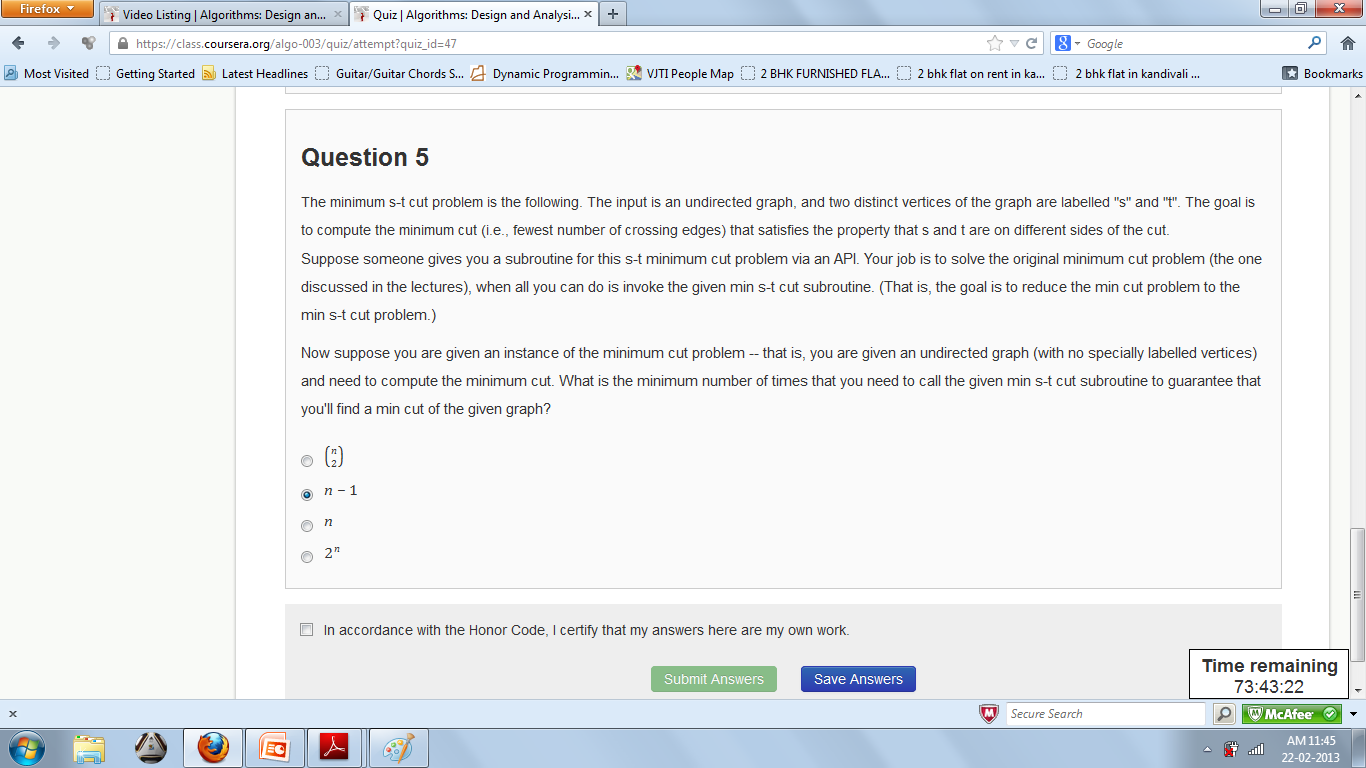 Firefox
Video Listing | Algorithms: Design an...
Quiz | Algorithms: Design and Analysi...
https://class.coursera.org/algo-003/quiz/attempt?quiz_id=47
Google
Most Visited
Getting Started
Latest Headlines
Guitar/Guitar Chords S...
Dynamic Programmin...
VJTI People Map
2 BHK FURNISHED FLA...
2 bhk flat on rent in ka...
2 bhk flat in kandivali ...
Bookmarks
Question 5
The minimum s-t cut problem is the following. The input is an undirected graph, and two distinct vertices of the graph are labelled "s" and "t". The goal is
to compute the minimum cut (i.e., fewest number of crossing edges) that satisfies the property that s and t are on different sides of the cut.
Suppose someone gives you a subroutine for this s-t minimum cut problem via an API. Your job is to solve the original minimum cut problem (the one
discussed in the lectures), when all you can do is invoke the given min s-t cut subroutine. (That is, the goal is to reduce the min cut problem to the
min s-t cut problem.)
Now suppose you are given an instance of the minimum cut problem -- that is, you are given an undirected graph (with no specially labelled vertices)
and need to compute the minimum cut. What is the minimum number of times that you need to call the given min s-t cut subroutine to guarantee that
you'll find a min cut of the given graph?
(n 2)
n − 1
n
2ⁿ
In accordance with the Honor Code, I certify that my answers here are my own work.
Submit Answers
Save Answers
Time remaining
73:43:22
x
Secure Search
McAfee
AM 11:45
22-02-2013